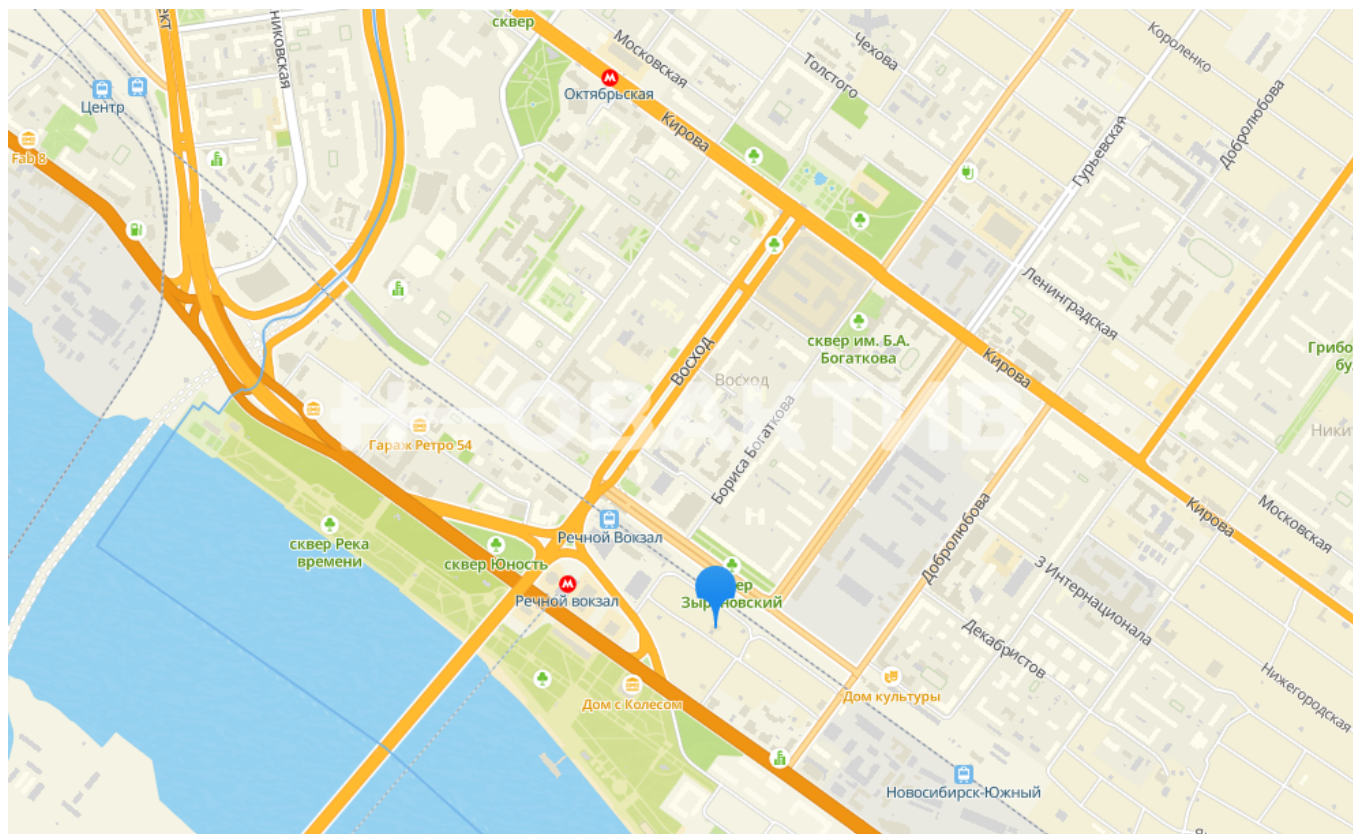 сквер
Московская
Чехова
Толстого
Короленко
Добролюбова
Октябрьская
Центр
Кирова
Fab 8
Гурьевская
Ленинградская
сквер им. Б.А.
Богаткова
Кирова
Восход
Восход
Гараж Ретро 54
Бориса Богаткова
Кирова
Московская
Речной Вокзал
сквер Река
времени
сквер Юность
Добролюбова
3 Интернационала
Речной вокзал
Декабристов
Нижегородская
Дом культуры
Дом с Колесом
Новосибирск-Южный